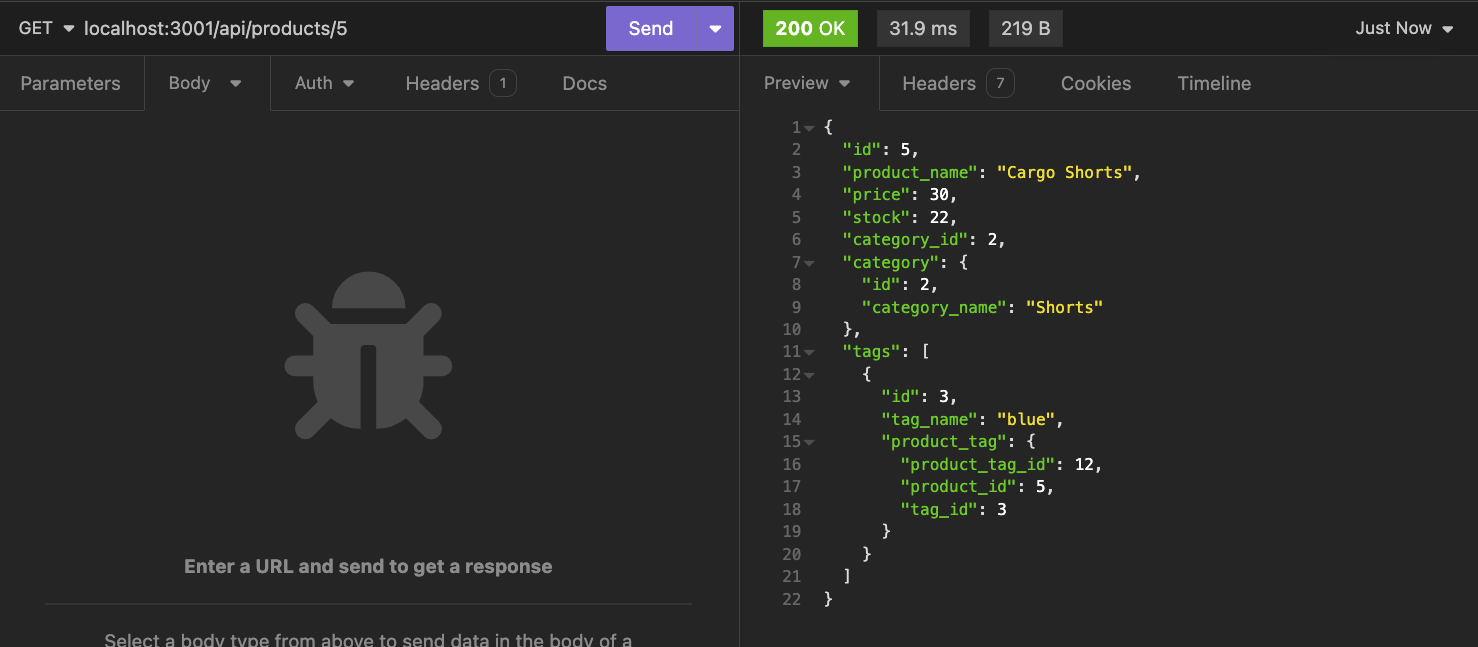 GET localhost:3001/api/products/5 Send 200 OK 31.9 ms 219 B Just Now
Parameters Body Auth Headers 1 Docs Preview Headers 7 Cookies Timeline
Enter a URL and send to get a response
Select a body type from above to send data in the body of a
1 {
2 "id": 5,
3 "product_name": "Cargo Shorts",
4 "price": 30,
5 "stock": 22,
6 "category_id": 2,
7 "category": {
8 "id": 2,
9 "category_name": "Shorts"
10 },
11 "tags": [
12 {
13 "id": 3,
14 "tag_name": "blue",
15 "product_tag": {
16 "product_tag_id": 12,
17 "product_id": 5,
18 "tag_id": 3
19 }
20 }
21 ]
22 }